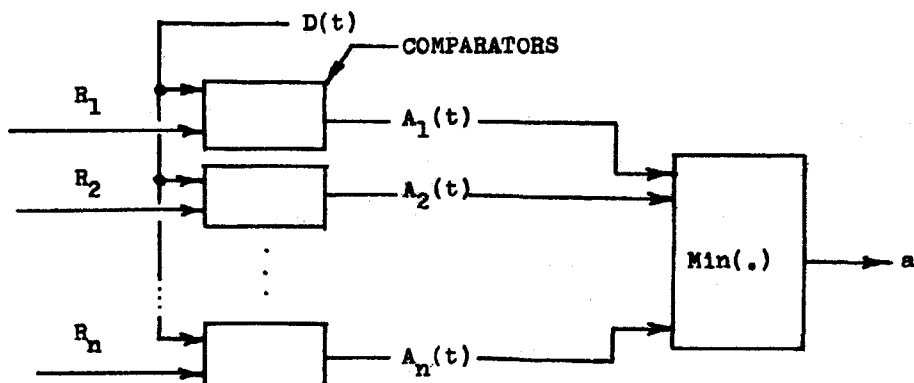 D(t)
COMPARATORS
R1
A1(t)
R2
A2(t)
Min(.)
a
Rn
An(t)